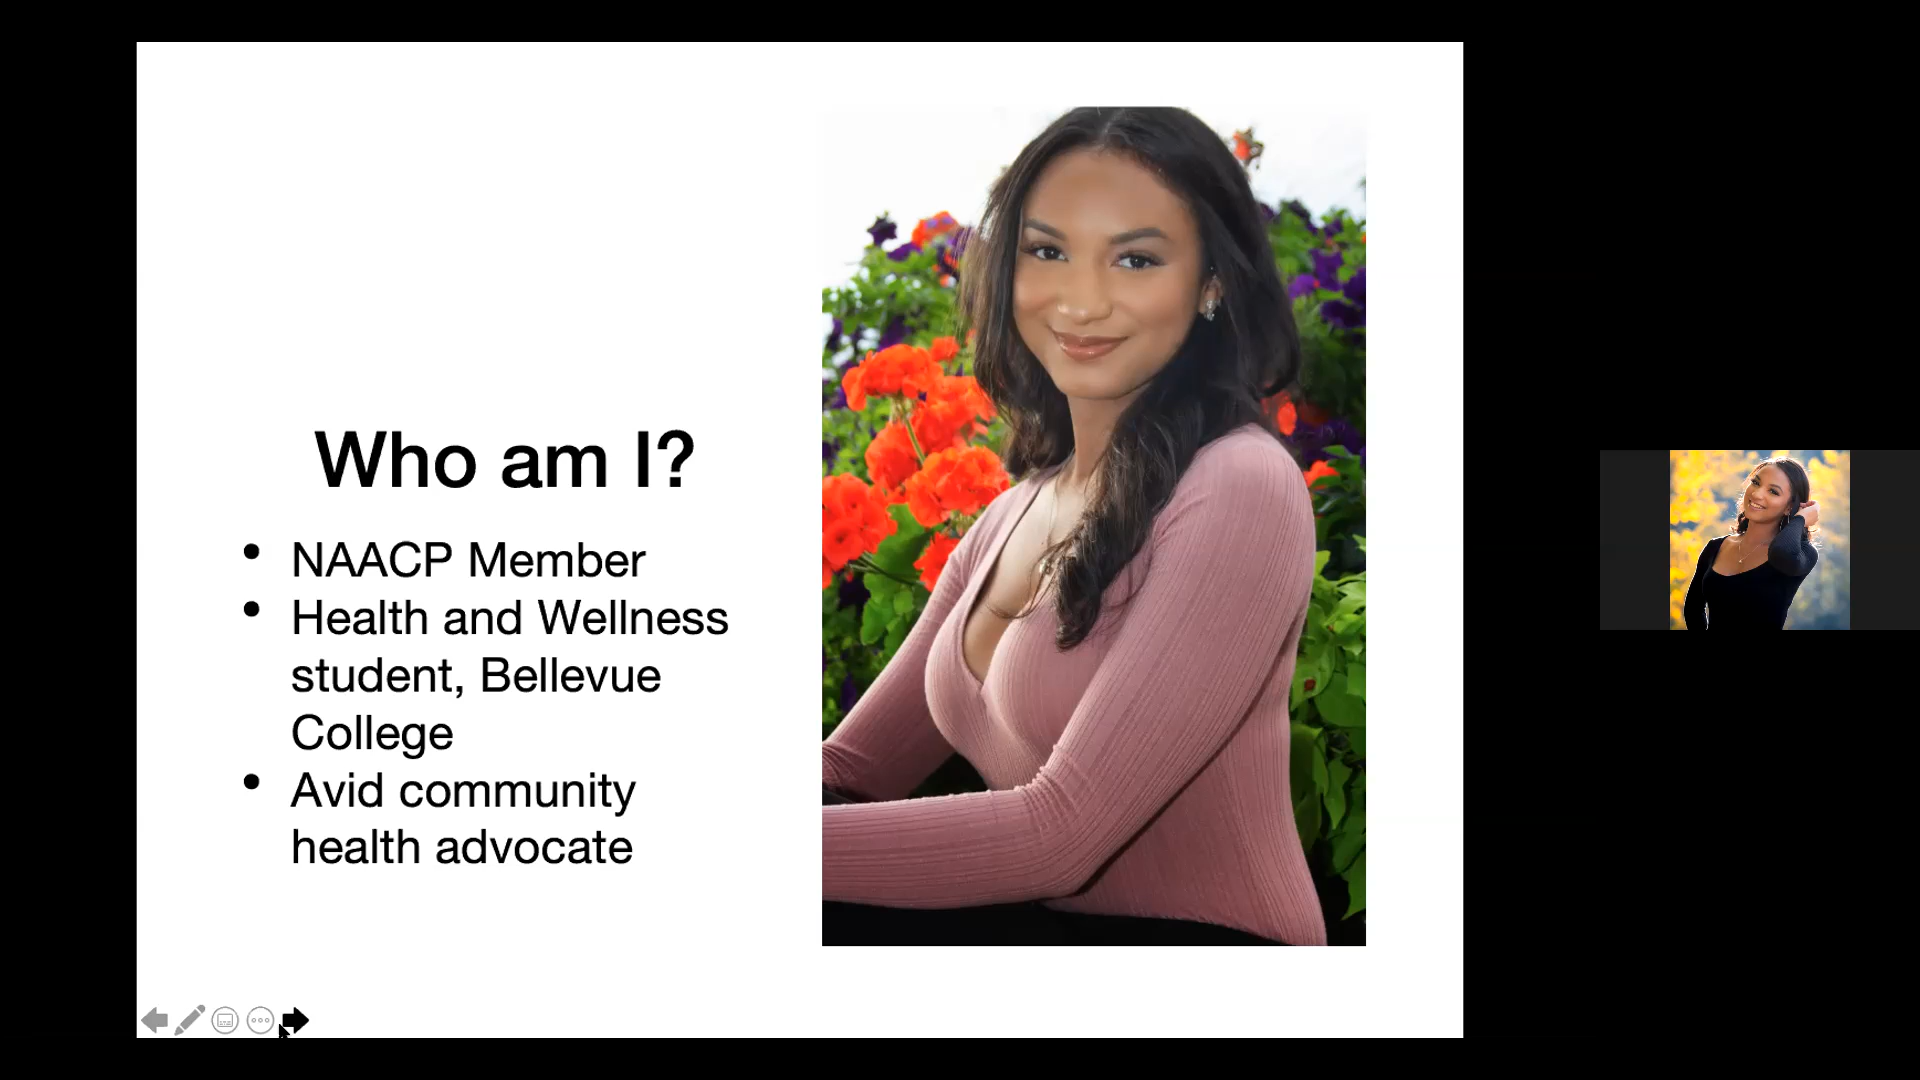 Who am I?
• NAACP Member
• Health and Wellness
student, Bellevue
College
• Avid community
health advocate